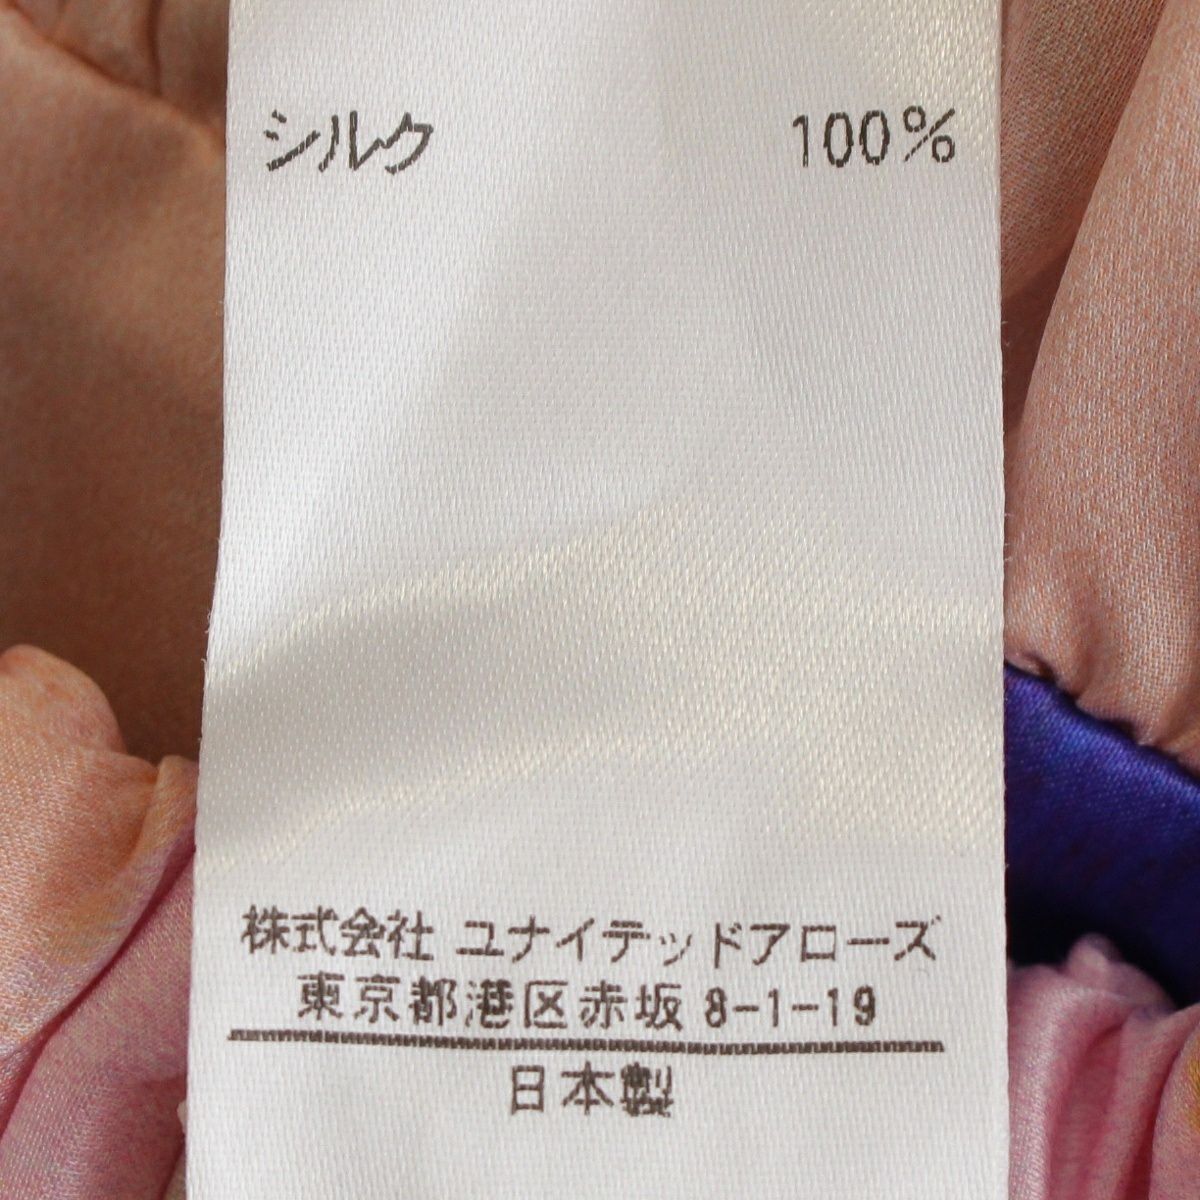 シルク 100%
株式会社 ユナイテッドアローズ
東京都港区赤坂 8-1-19
日本製